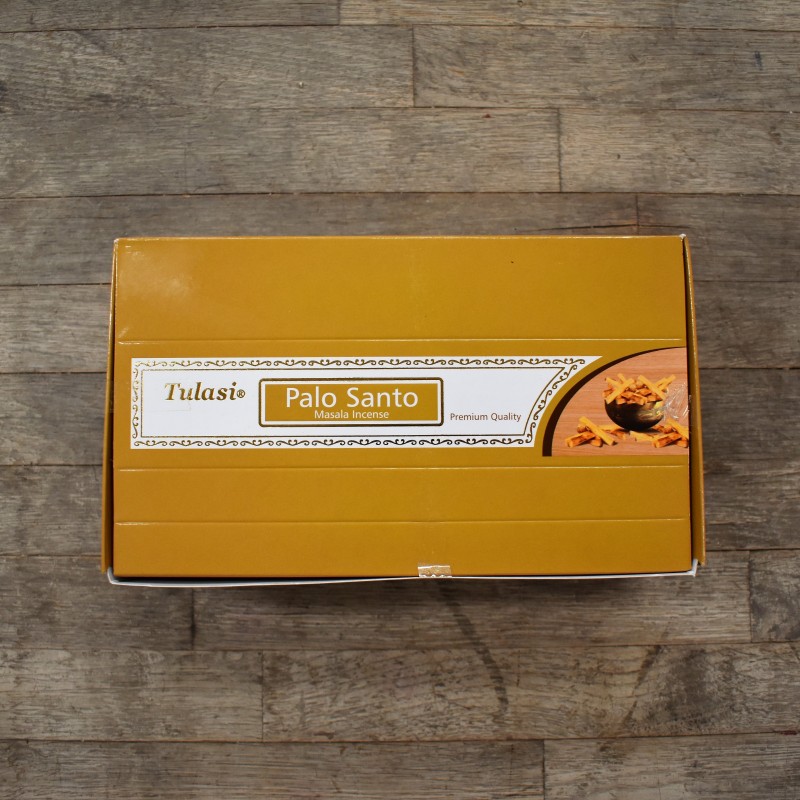 Tulasi®
Palo Santo
Masala Incense
Premium Quality